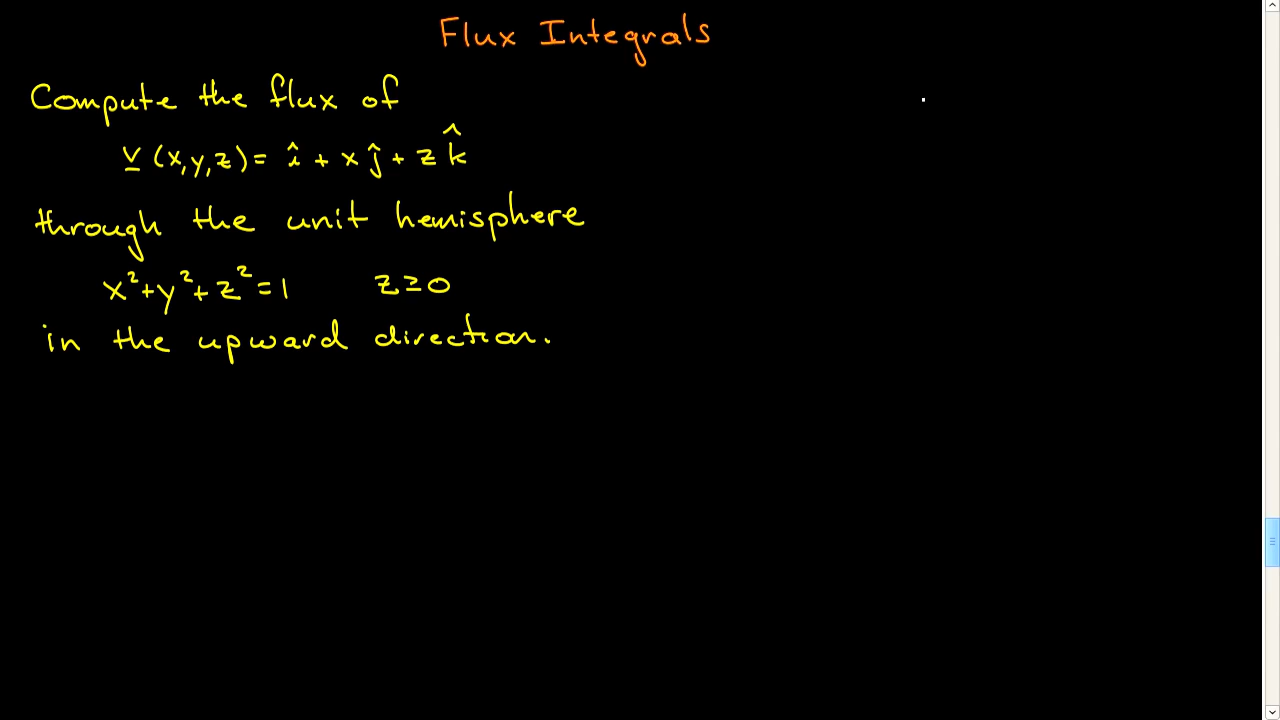 Flux Integrals
Compute the flux of
v (x,y,z) = î + x ĵ + z k̂
through the unit hemisphere
x² + y² + z² = 1 z ≥ 0
in the upward direction.